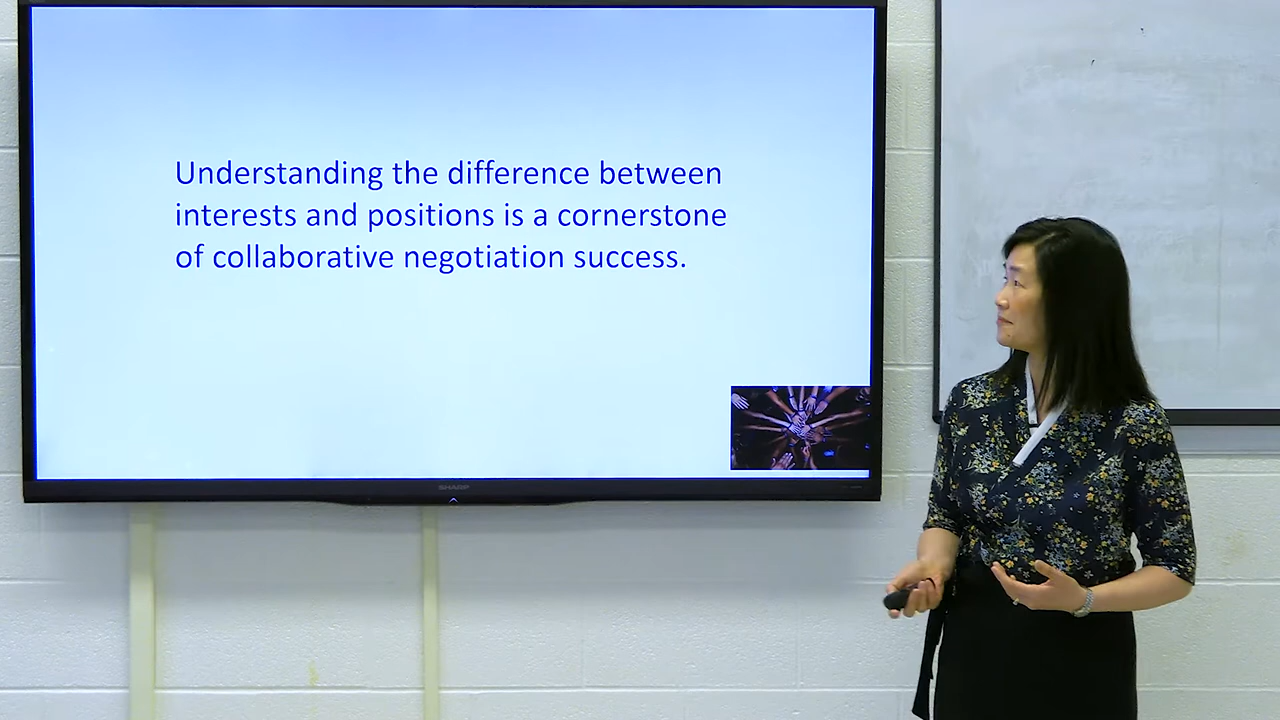 Understanding the difference between
interests and positions is a cornerstone
of collaborative negotiation success.
SHARP